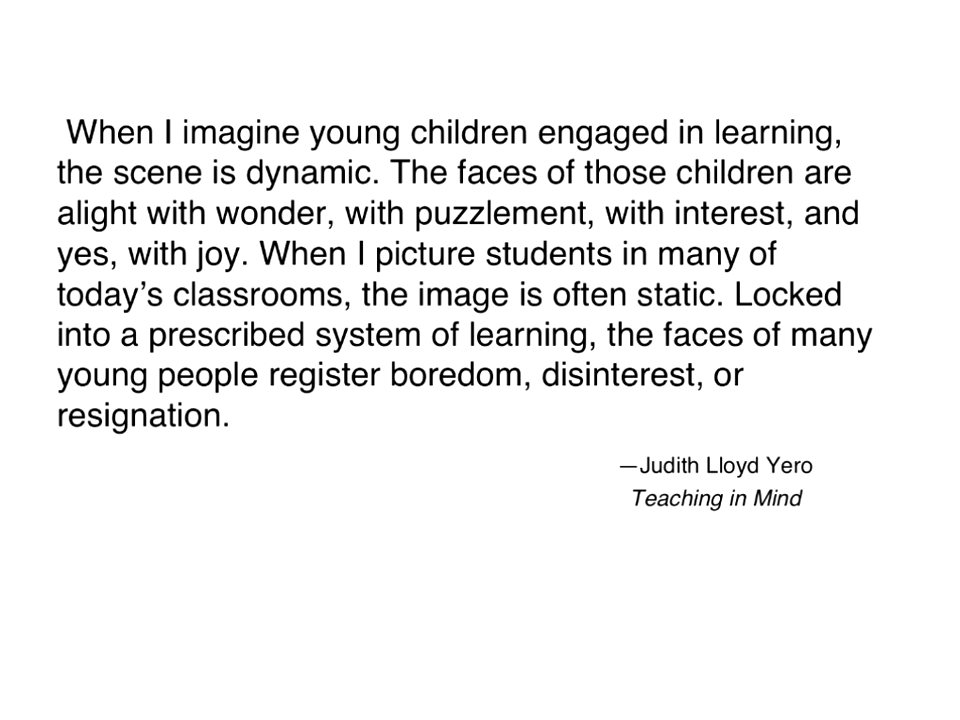 When I imagine young children engaged in learning,
the scene is dynamic. The faces of those children are
alight with wonder, with puzzlement, with interest, and
yes, with joy. When I picture students in many of
today’s classrooms, the image is often static. Locked
into a prescribed system of learning, the faces of many
young people register boredom, disinterest, or
resignation.
—Judith Lloyd Yero
Teaching in Mind